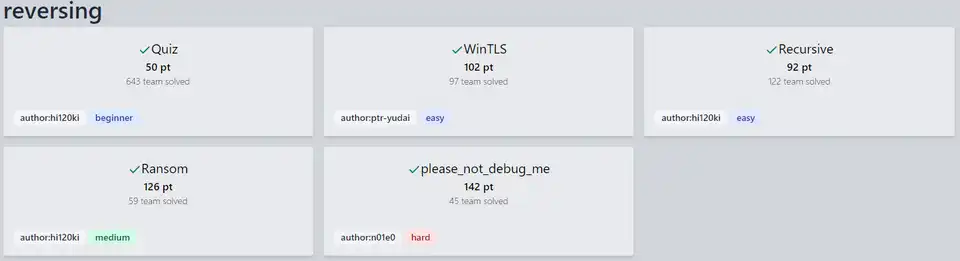 reversing
Quiz
50 pt
643 team solved
author:hi120ki beginner
WinTLS
102 pt
97 team solved
author:ptr-yudai easy
Recursive
92 pt
122 team solved
author:hi120ki easy
Ransom
126 pt
59 team solved
author:hi120ki medium
please_not_debug_me
142 pt
45 team solved
author:n01e0 hard